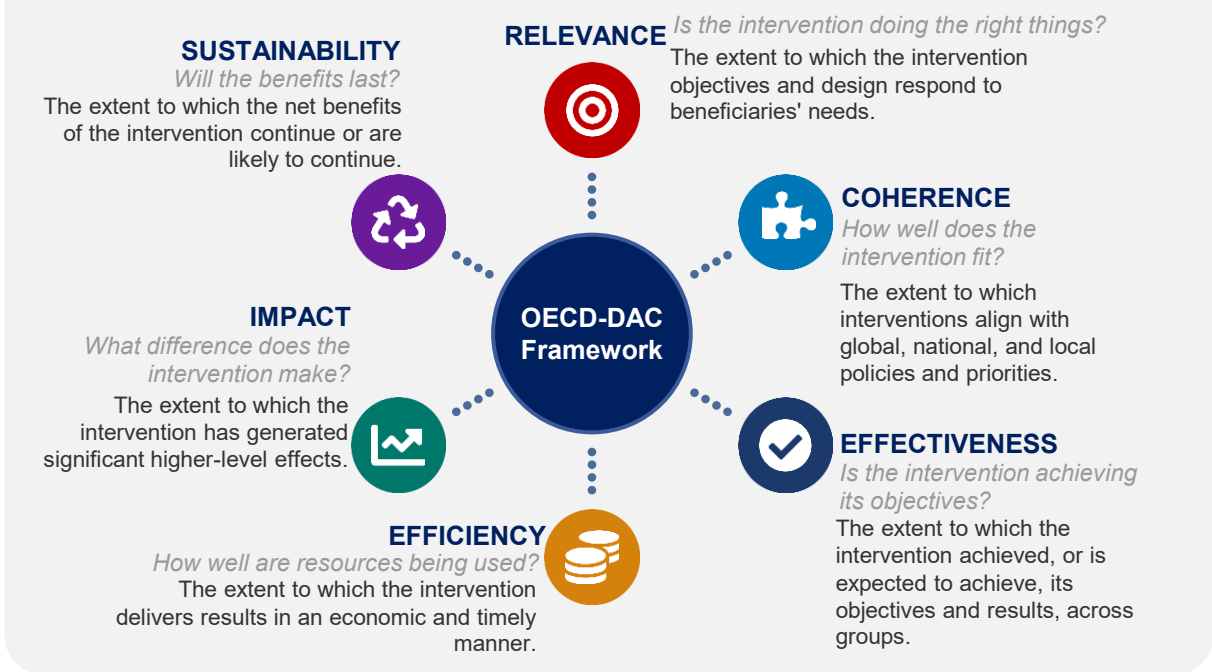 RELEVANCE
Is the intervention doing the right things?
The extent to which the intervention
objectives and design respond to
beneficiaries' needs.
COHERENCE
How well does the
intervention fit?
The extent to which
interventions align with
global, national, and local
policies and priorities.
EFFECTIVENESS
Is the intervention achieving
its objectives?
The extent to which the
intervention achieved, or is
expected to achieve, its
objectives and results, across
groups.
EFFICIENCY
How well are resources being used?
The extent to which the intervention
delivers results in an economic and timely
manner.
IMPACT
What difference does the
intervention make?
The extent to which the
intervention has generated
significant higher-level effects.
SUSTAINABILITY
Will the benefits last?
The extent to which the net benefits
of the intervention continue or are
likely to continue.
OECD-DAC
Framework